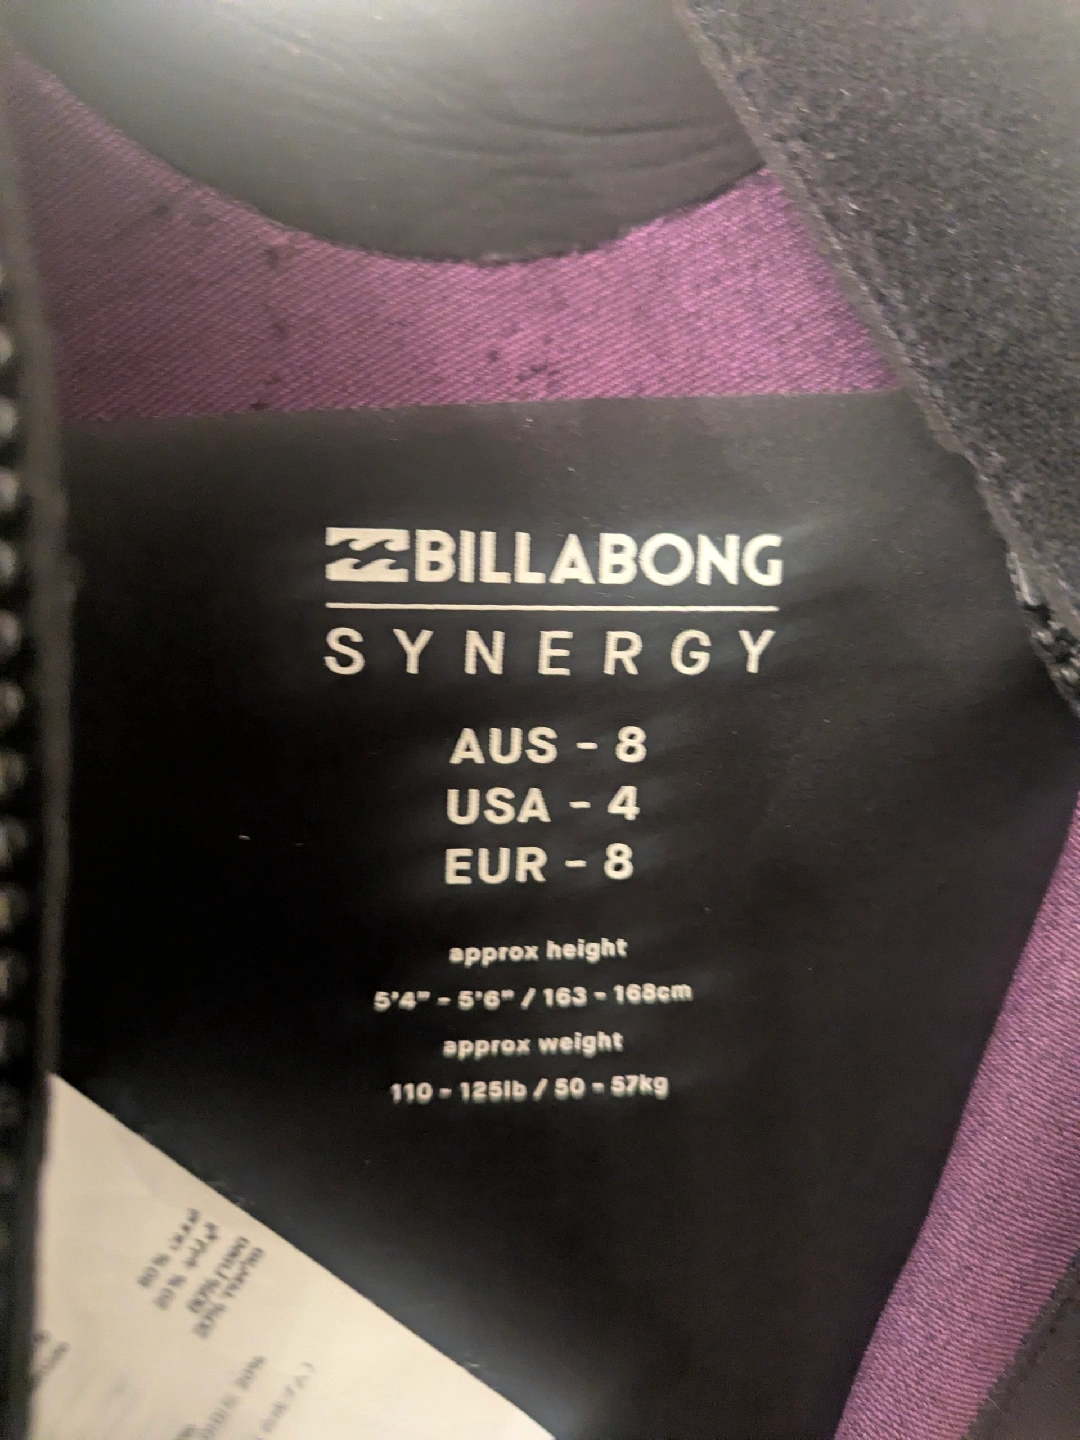 BILLABONG
SYNERGY
AUS - 8
USA - 4
EUR - 8
approx height
5'4" - 5'6" / 163 - 168cm
approx weight
110 - 125lb / 50 - 57kg